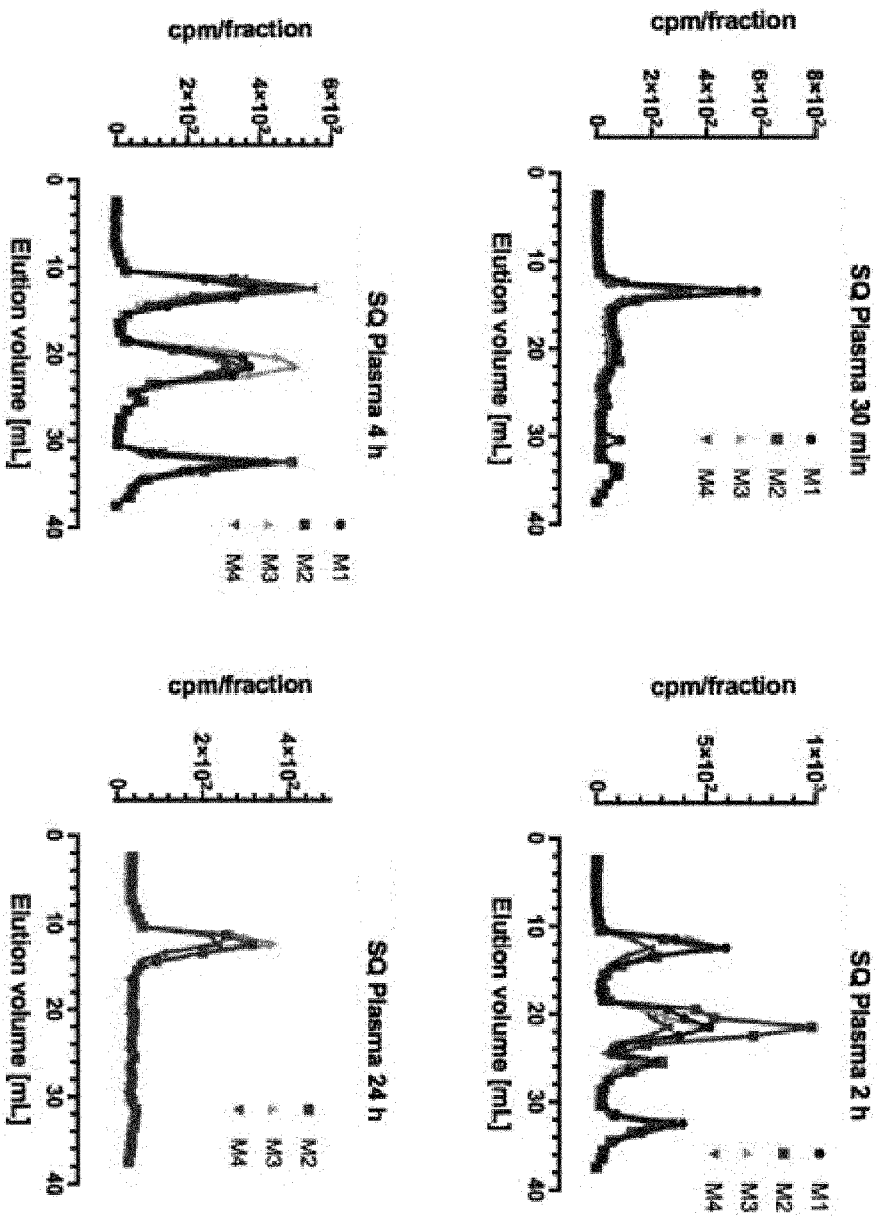 SQ Plasma 30 min
cpm/fraction
8×10²
6×10²
4×10²
2×10²
0
0 10 20 30 40
Elution volume [mL]
M1
M2
M3
M4
SQ Plasma 2 h
cpm/fraction
1×10³
5×10²
0
0 10 20 30 40
Elution volume [mL]
M1
M2
M3
M4
SQ Plasma 4 h
cpm/fraction
6×10²
4×10²
2×10²
0
0 10 20 30 40
Elution volume [mL]
M1
M2
M3
M4
SQ Plasma 24 h
cpm/fraction
4×10²
2×10²
0
0 10 20 30 40
Elution volume [mL]
M2
M3
M4